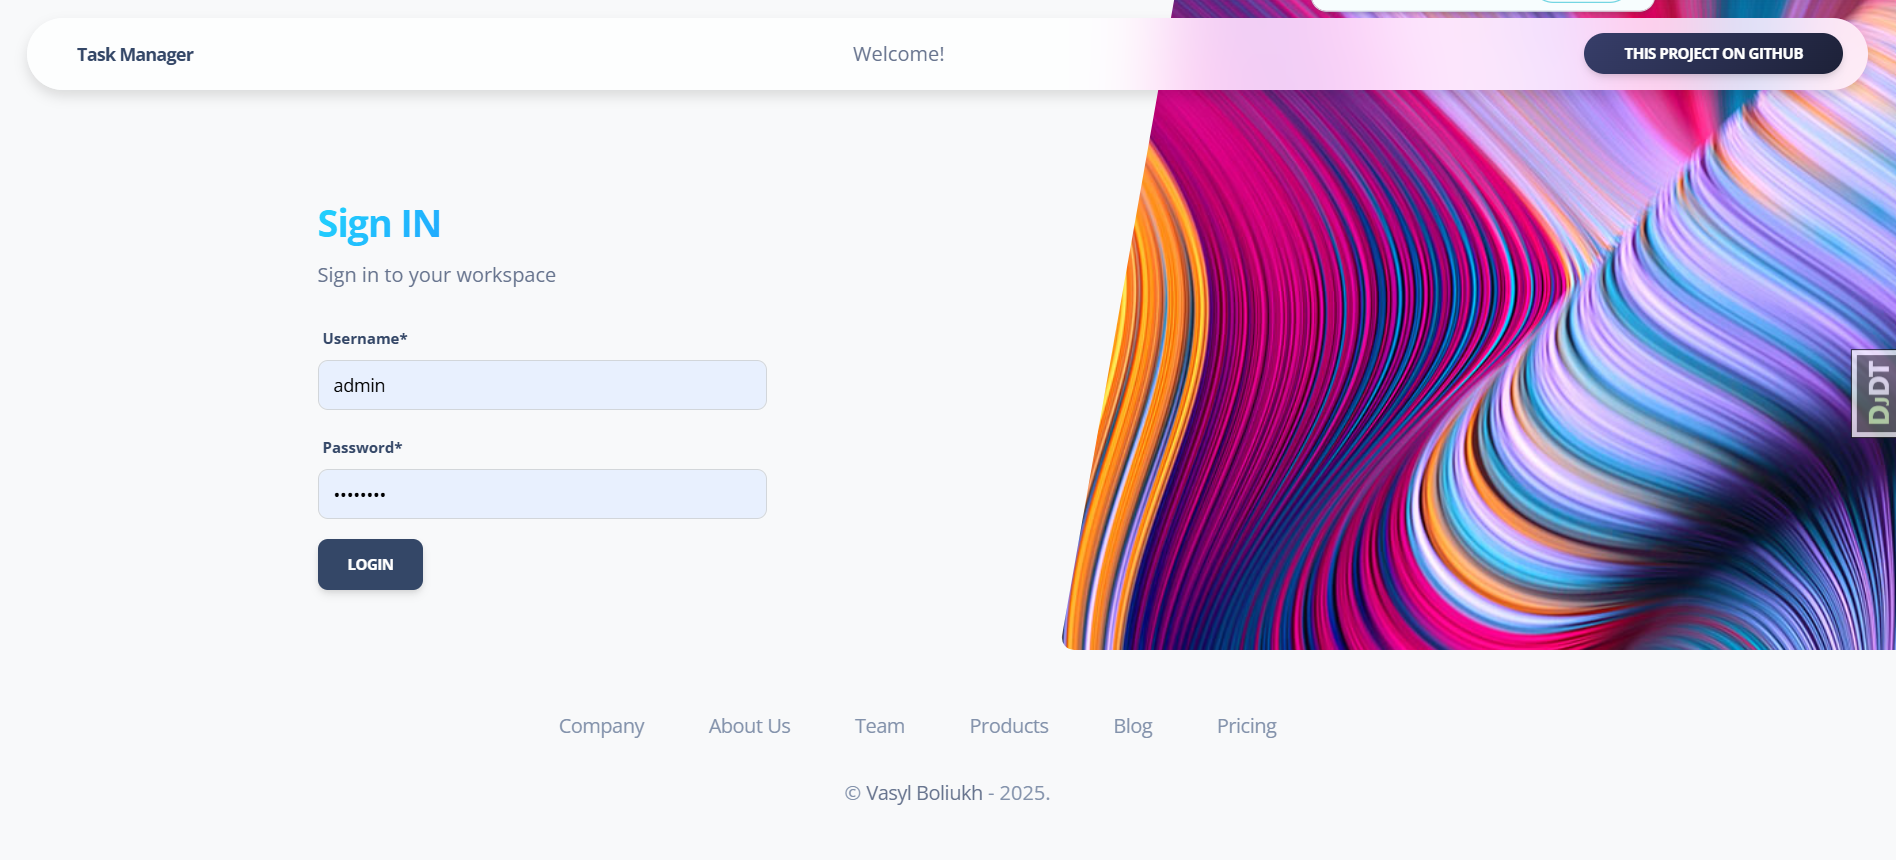 Task Manager
Welcome!
THIS PROJECT ON GITHUB
Sign IN
Sign in to your workspace
Username*
admin
Password*
••••••••
LOGIN
DJDT
Company About Us Team Products Blog Pricing
© Vasyl Boliukh - 2025.